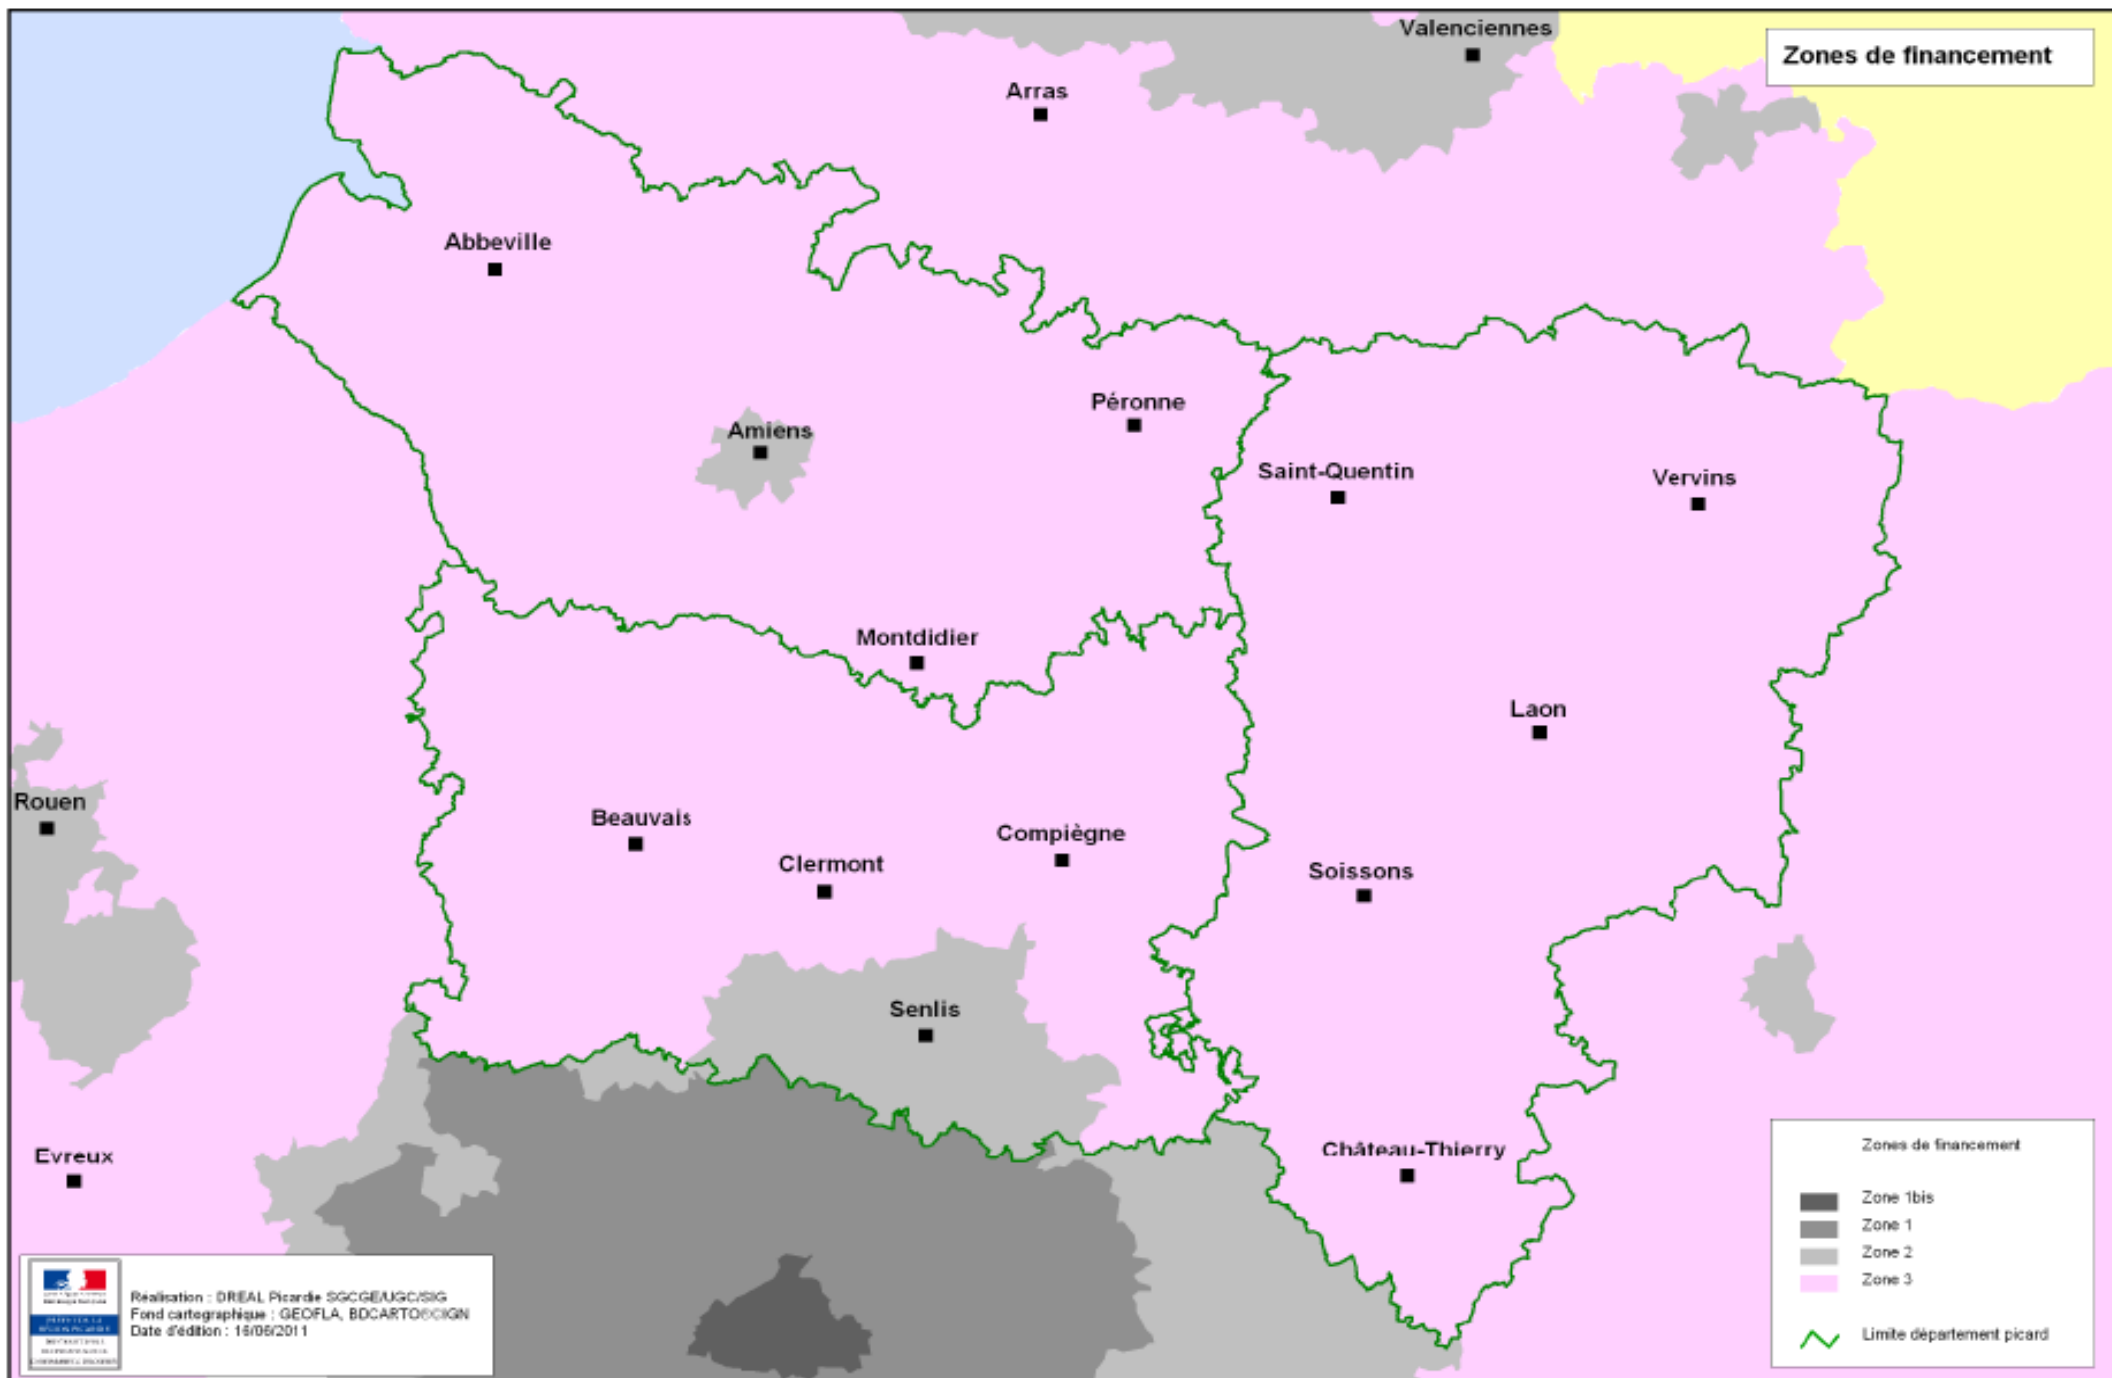 Valenciennes
Zones de financement
Arras
Abbeville
Péronne
Amiens
Saint-Quentin
Vervins
Montdidier
Laon
Rouen
Beauvais
Compiègne
Clermont
Soissons
Senlis
Evreux
Château-Thierry
Zones de financement
Zone 1bis
Zone 1
Zone 2
Zone 3
Limite département picard
Réalisation : DREAL Picardie SGCGE/UGC/SIG
Fond cartographique : GEOFLA, BDCARTO®©IGN
Date d'édition : 16/06/2011